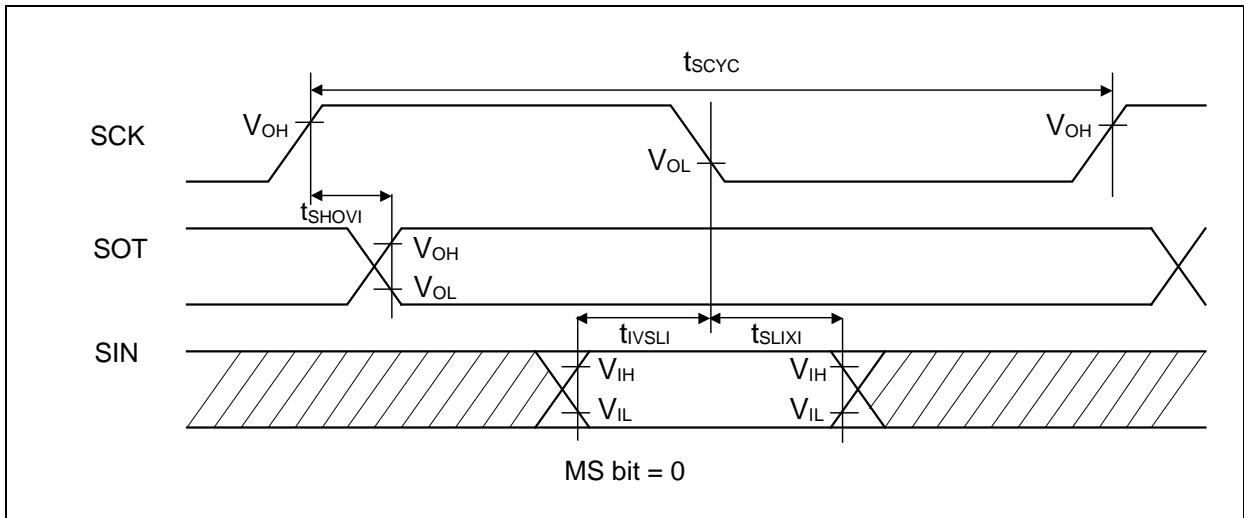 tSCYC
SCK
VOH
VOL
VOH
tSHOVI
SOT
VOH
VOL
tIVSLI
tSLIXI
SIN
VIH
VIL
VIH
VIL
MS bit = 0